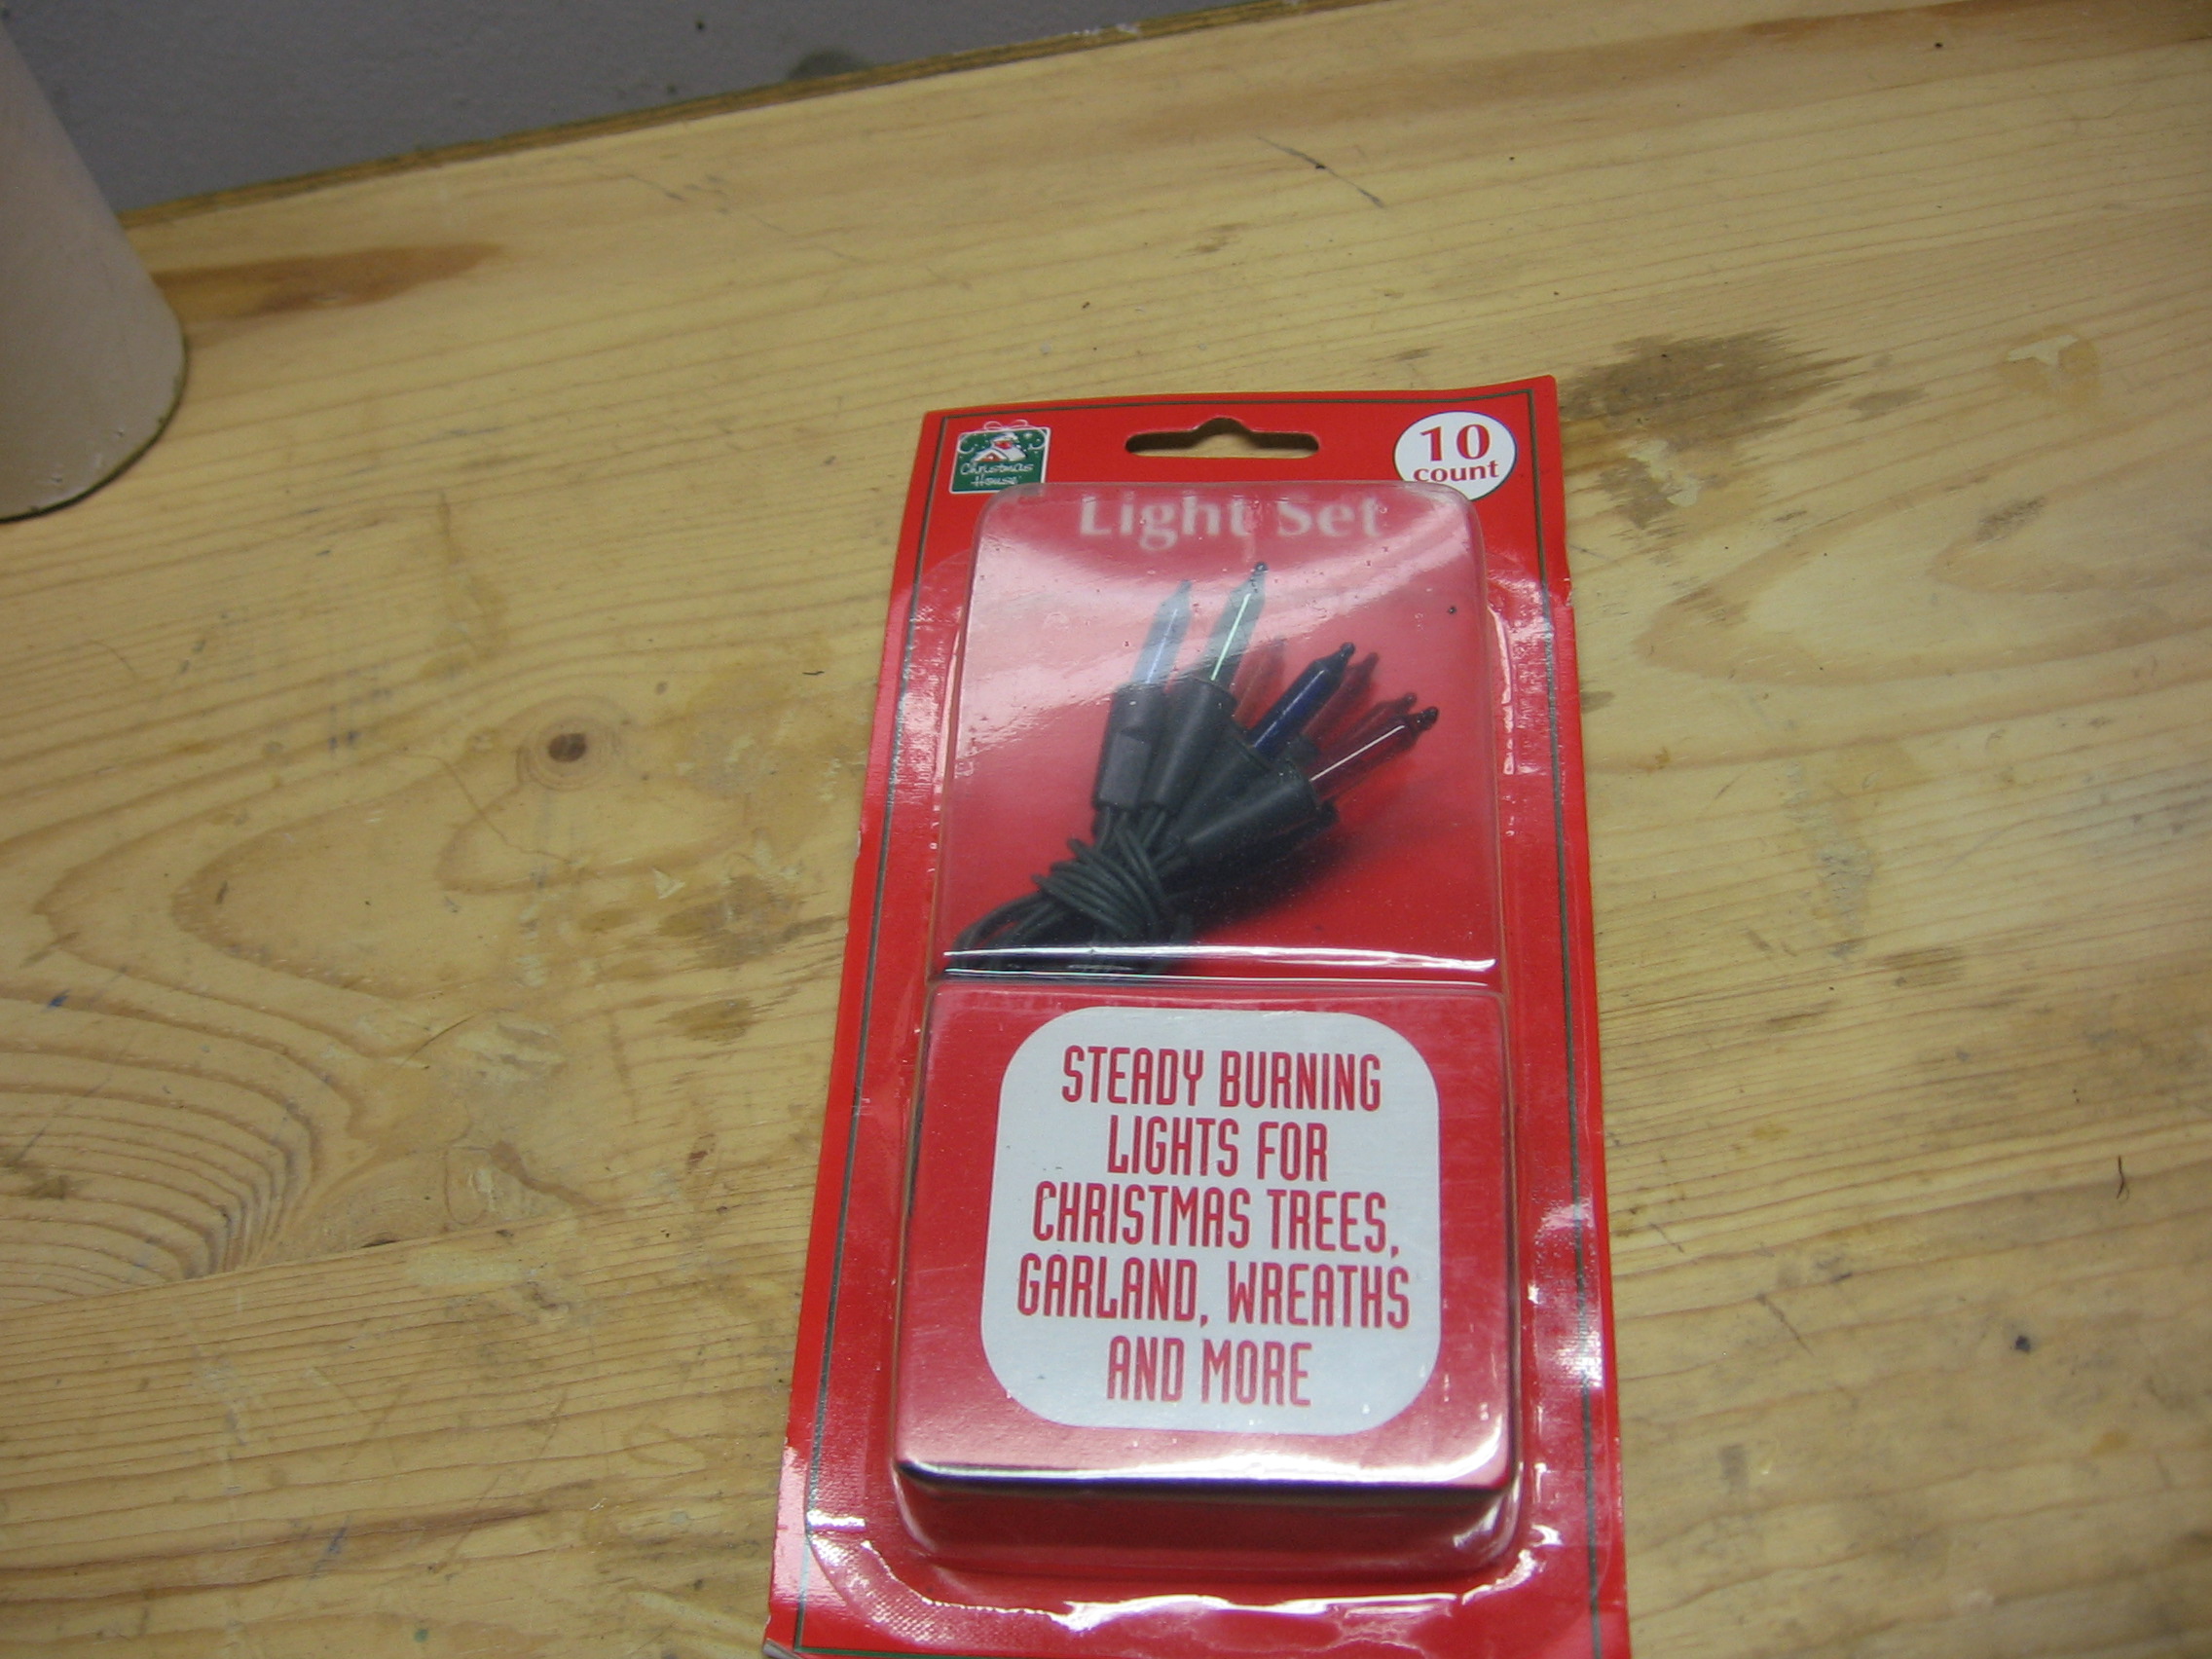 Christmas
House
10
count
Light Set
STEADY BURNING
LIGHTS FOR
CHRISTMAS TREES,
GARLAND, WREATHS
AND MORE